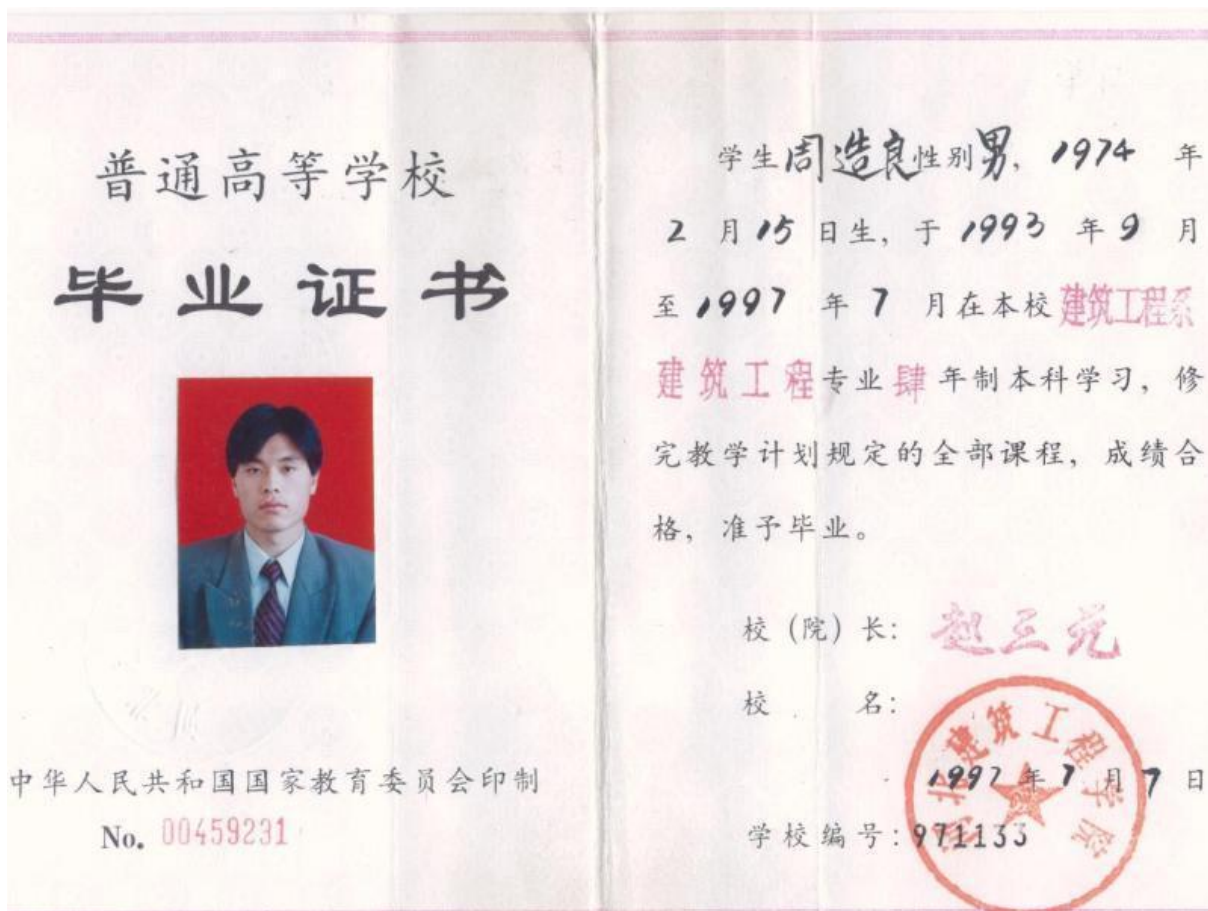 普通高等学校
毕业证书
中华人民共和国国家教育委员会印制
No. 00459231
学生周造良性别男，1974 年
2 月 15 日生，于 1993 年 9 月
至 1997 年 7 月在本校 建筑工程系
建筑工程专业肆年制本科学习，修
完教学计划规定的全部课程，成绩合
格，准予毕业。
校（院）长： 赵三元
校 名：
建筑工程学院
1997 年 7 月 7 日
学校编号：971133